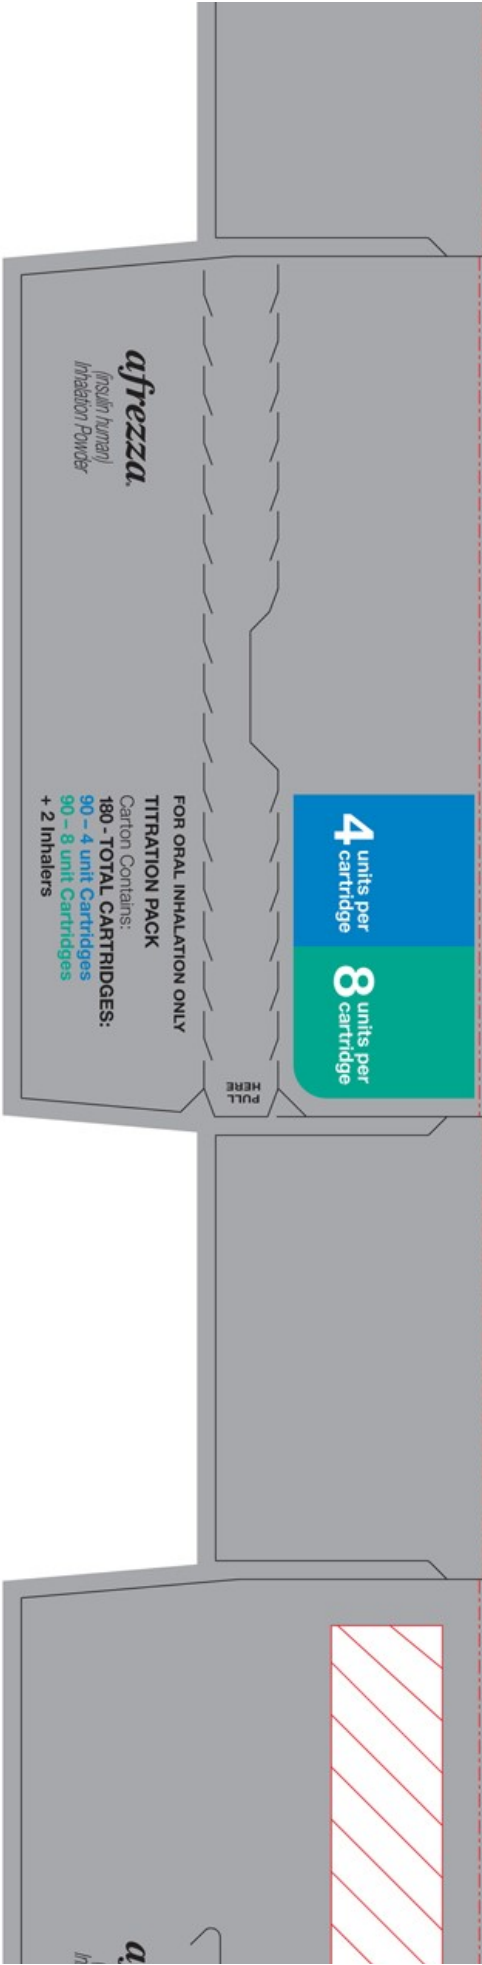 afrezza
(insulin human)
Inhalation Powder
FOR ORAL INHALATION ONLY
TITRATION PACK
Carton Contains:
180 - TOTAL CARTRIDGES:
90 – 4 unit Cartridges
90 – 8 unit Cartridges
+ 2 Inhalers
PULL
HERE
4 units per
cartridge
8 units per
cartridge